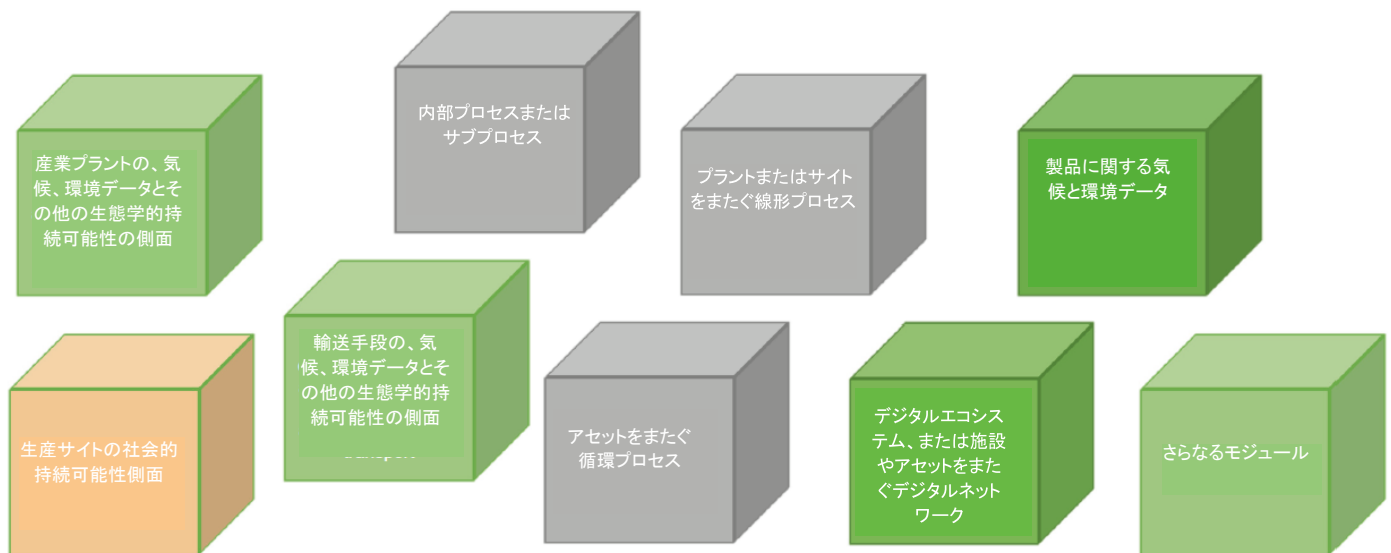 内部プロセスまたは
サブプロセス
産業プラントの、気
候、環境データとそ
の他の生態学的持
続可能性の側面
プラントまたはサイト
をまたぐ線形プロセス
製品に関する気
候と環境データ
輸送手段の、気
候、環境データとそ
の他の生態学的持
続可能性の側面
生産サイトの社会的
持続可能性側面
アセットをまたぐ
循環プロセス
デジタルエコシス
テム、または施設
やアセットをまた
ぐデジタルネット
ワーク
さらなるモジュール